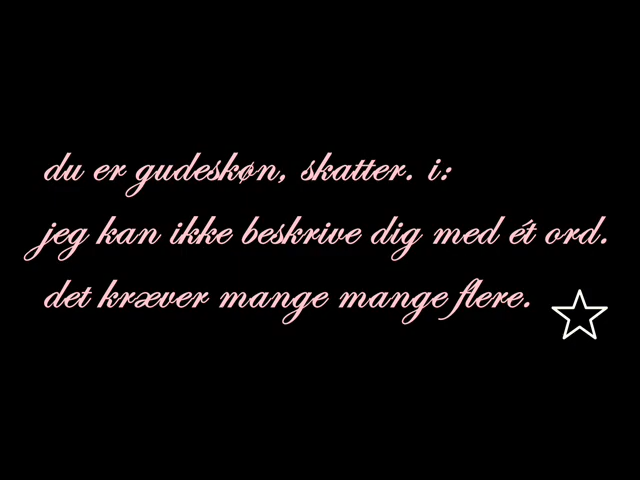 du er gudeskøn, skatter. i:
jeg kan ikke beskrive dig med ét ord.
det kræver mange mange flere.